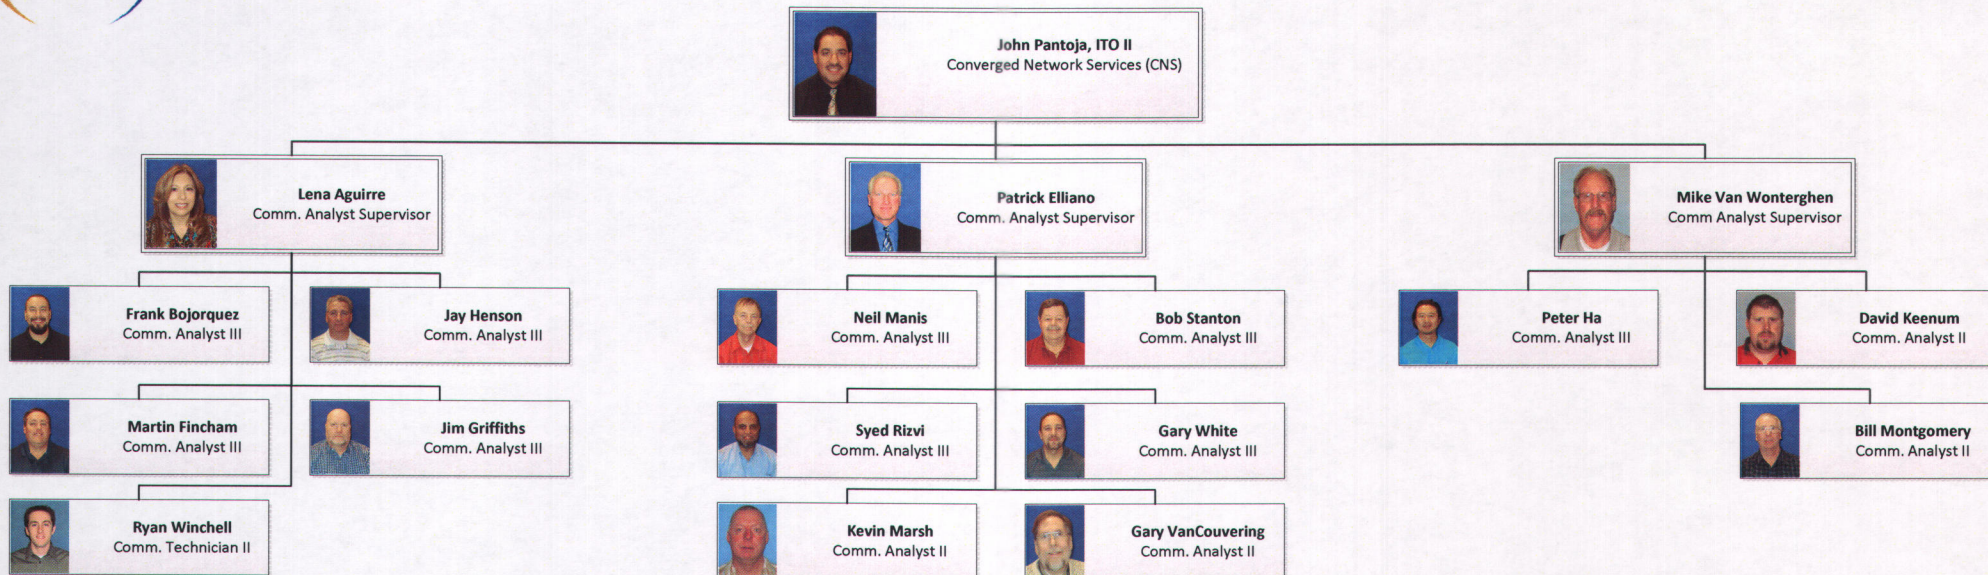 John Pantoja, ITO II
Converged Network Services (CNS)
Lena Aguirre
Comm. Analyst Supervisor
Patrick Elliano
Comm. Analyst Supervisor
Mike Van Wonterghen
Comm Analyst Supervisor
Frank Bojorquez
Comm. Analyst III
Jay Henson
Comm. Analyst III
Neil Manis
Comm. Analyst III
Bob Stanton
Comm. Analyst III
Peter Ha
Comm. Analyst III
David Keenum
Comm. Analyst II
Martin Fincham
Comm. Analyst III
Jim Griffiths
Comm. Analyst III
Syed Rizvi
Comm. Analyst III
Gary White
Comm. Analyst III
Bill Montgomery
Comm. Analyst II
Ryan Winchell
Comm. Technician II
Kevin Marsh
Comm. Analyst II
Gary VanCouvering
Comm. Analyst II